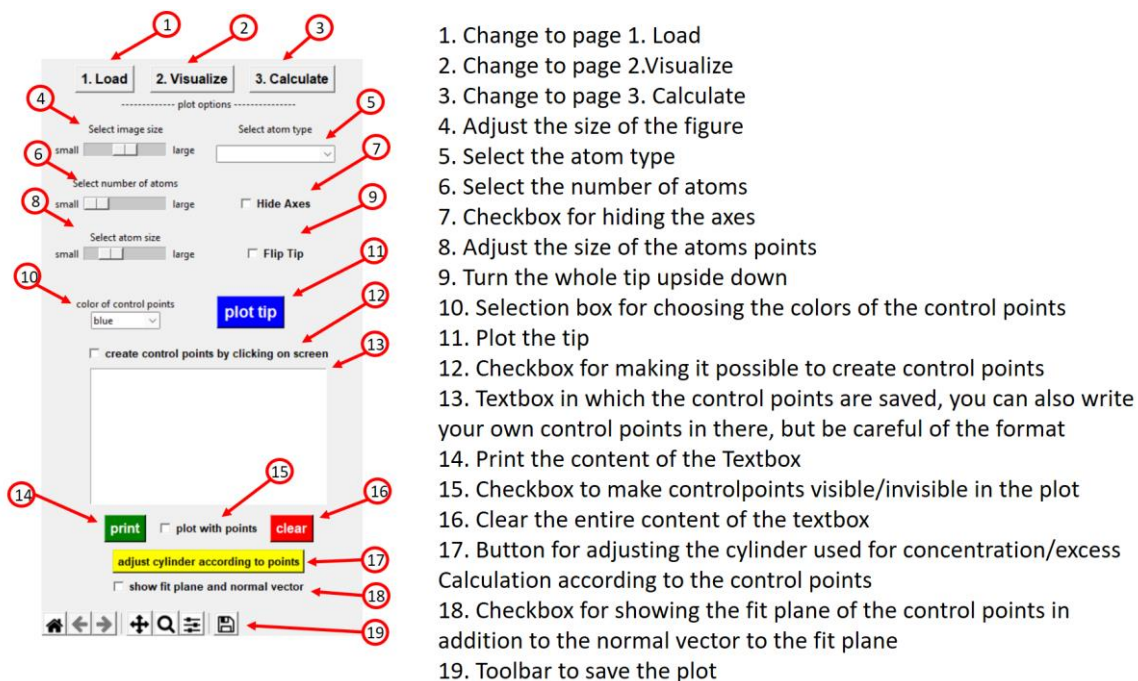 1
2
3
1. Load 2. Visualize 3. Calculate
------------- plot options ---------------
4
5
Select image size Select atom type
small large
6
7
Select number of atoms
small large Hide Axes
8
9
Select atom size
small large Flip Tip
10
11
color of control points
blue
plot tip
12
create control points by clicking on screen
13
14
15
16
print plot with points clear
adjust cylinder according to points
17
show fit plane and normal vector
18
19
1. Change to page 1. Load
2. Change to page 2.Visualize
3. Change to page 3. Calculate
4. Adjust the size of the figure
5. Select the atom type
6. Select the number of atoms
7. Checkbox for hiding the axes
8. Adjust the size of the atoms points
9. Turn the whole tip upside down
10. Selection box for choosing the colors of the control points
11. Plot the tip
12. Checkbox for making it possible to create control points
13. Textbox in which the control points are saved, you can also write
your own control points in there, but be careful of the format
14. Print the content of the Textbox
15. Checkbox to make controlpoints visible/invisible in the plot
16. Clear the entire content of the textbox
17. Button for adjusting the cylinder used for concentration/excess
Calculation according to the control points
18. Checkbox for showing the fit plane of the control points in
addition to the normal vector to the fit plane
19. Toolbar to save the plot